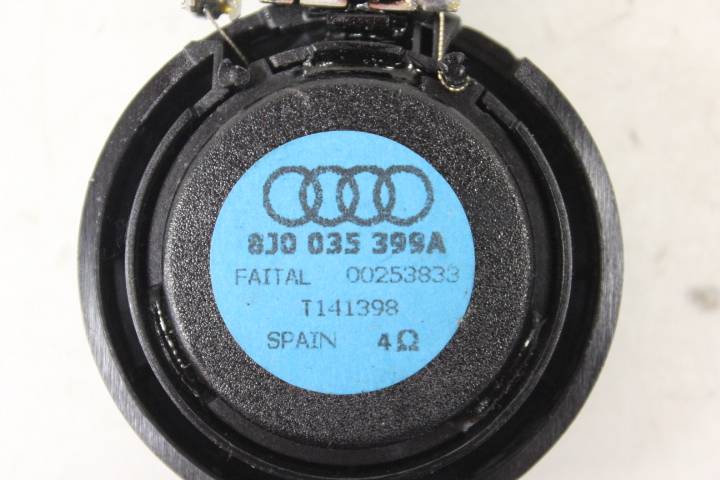 8J0 035 399A
FAITAL 00253833
T141398
SPAIN 4Ω